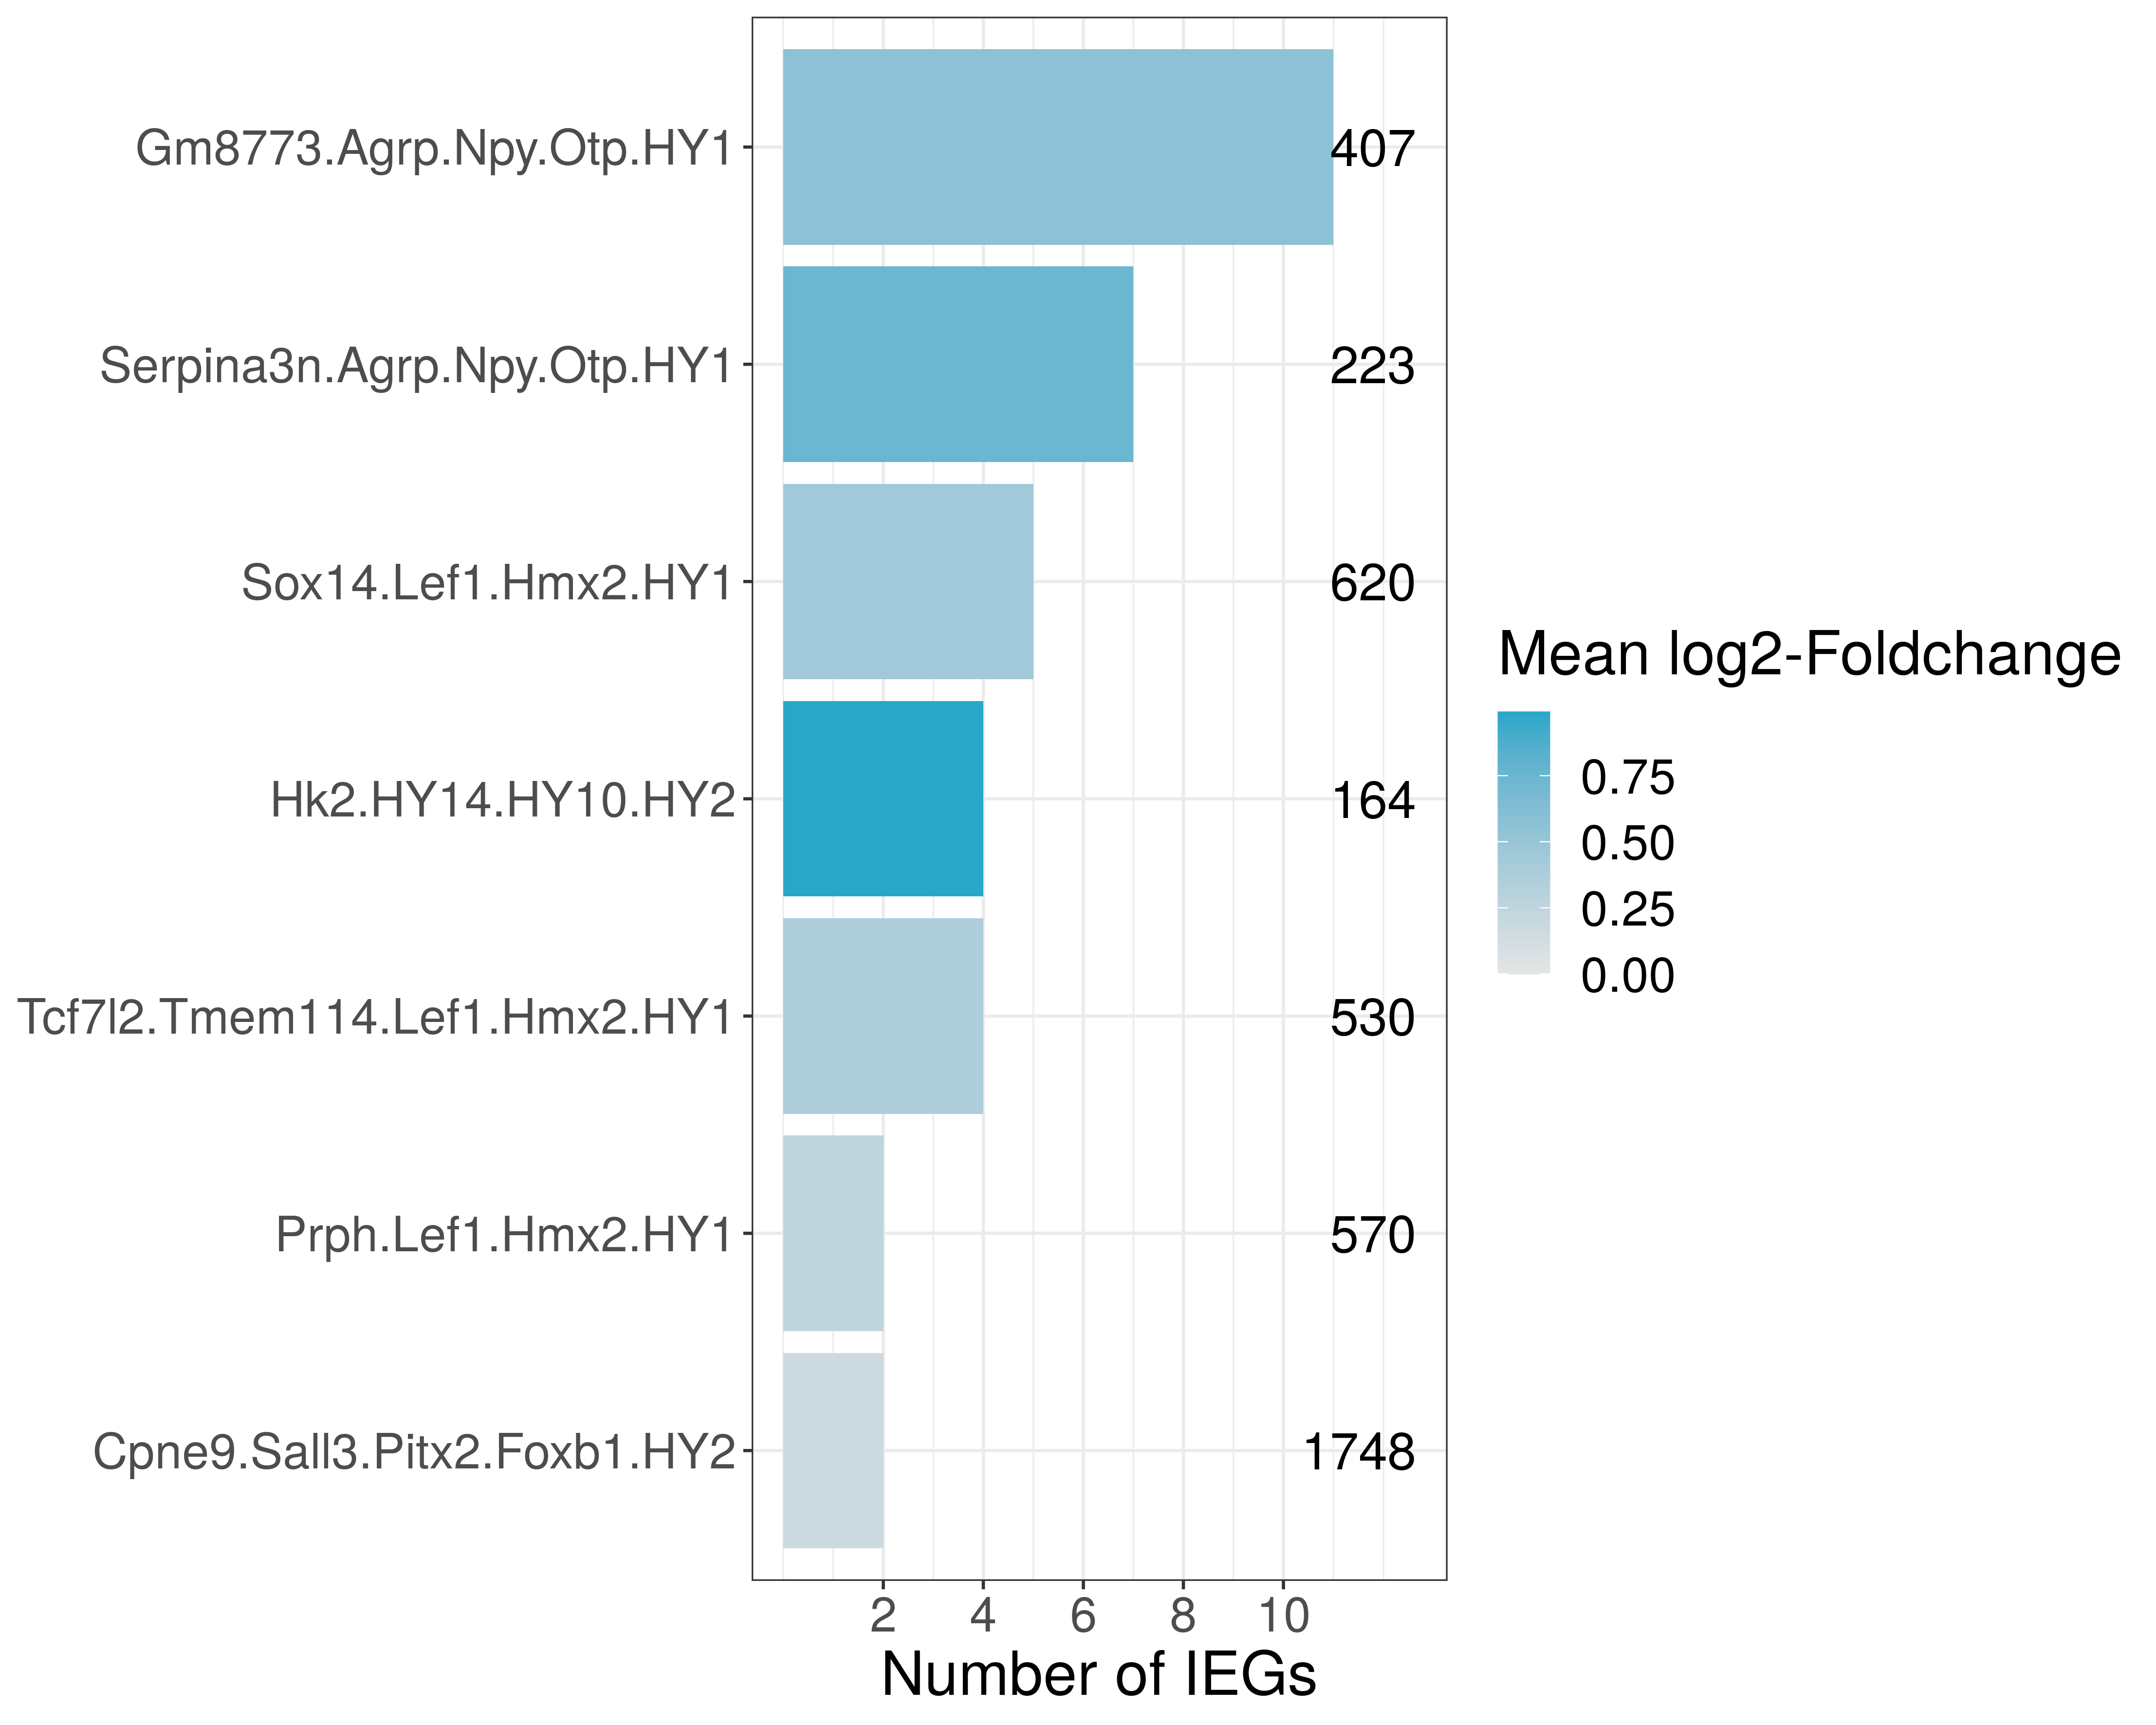 Gm8773.Agrp.Npy.Otp.HY1
407
Serpina3n.Agrp.Npy.Otp.HY1
223
Sox14.Lef1.Hmx2.HY1
620
Hk2.HY14.HY10.HY2
164
Tcf7l2.Tmem114.Lef1.Hmx2.HY1
530
Prph.Lef1.Hmx2.HY1
570
Cpne9.Sall3.Pitx2.Foxb1.HY2
1748
2 4 6 8 10
Number of IEGs
Mean log2-Foldchange
0.75
0.50
0.25
0.00